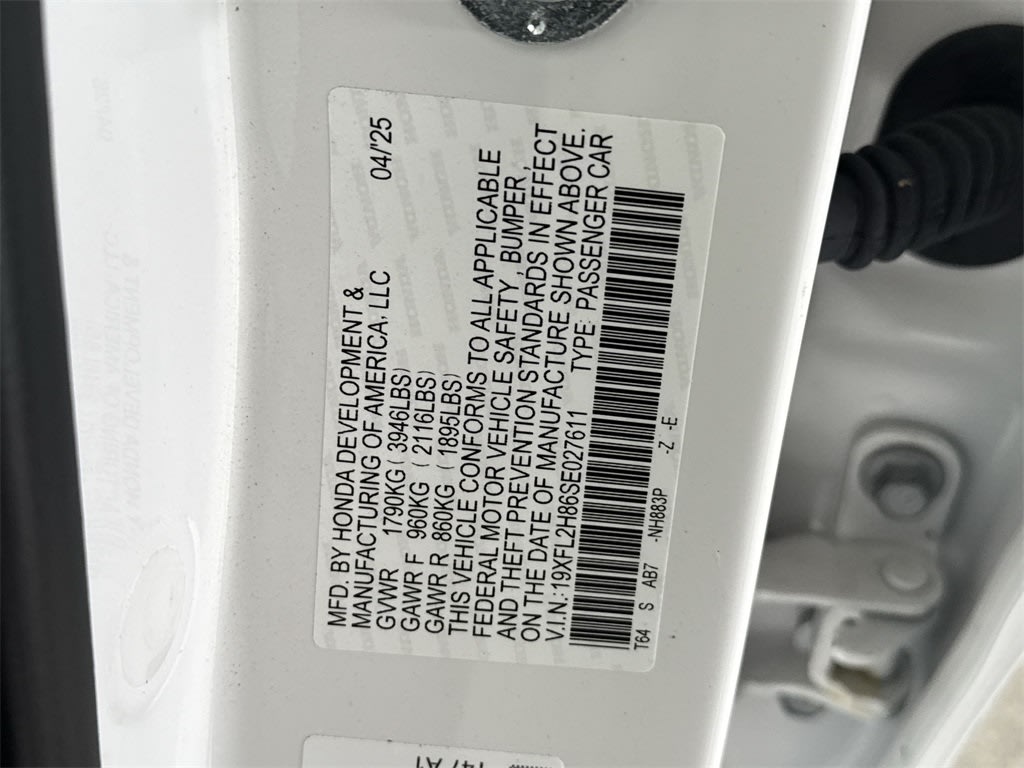 MFD. BY HONDA DEVELOPMENT &
MANUFACTURING OF AMERICA. LLC 04/'25
GVWR 1790KG ( 3946LBS)
GAWR F 960KG ( 2116LBS)
GAWR R 860KG ( 1895LBS)
THIS VEHICLE CONFORMS TO ALL APPLICABLE
FEDERAL MOTOR VEHICLE SAFETY, BUMPER,
AND THEFT PREVENTION STANDARDS IN EFFECT
ON THE DATE OF MANUFACTURE SHOWN ABOVE.
V.I.N.:19XFL2H86SE027611 TYPE: PASSENGER CAR
T64 S AB7 -NH883P -Z -E